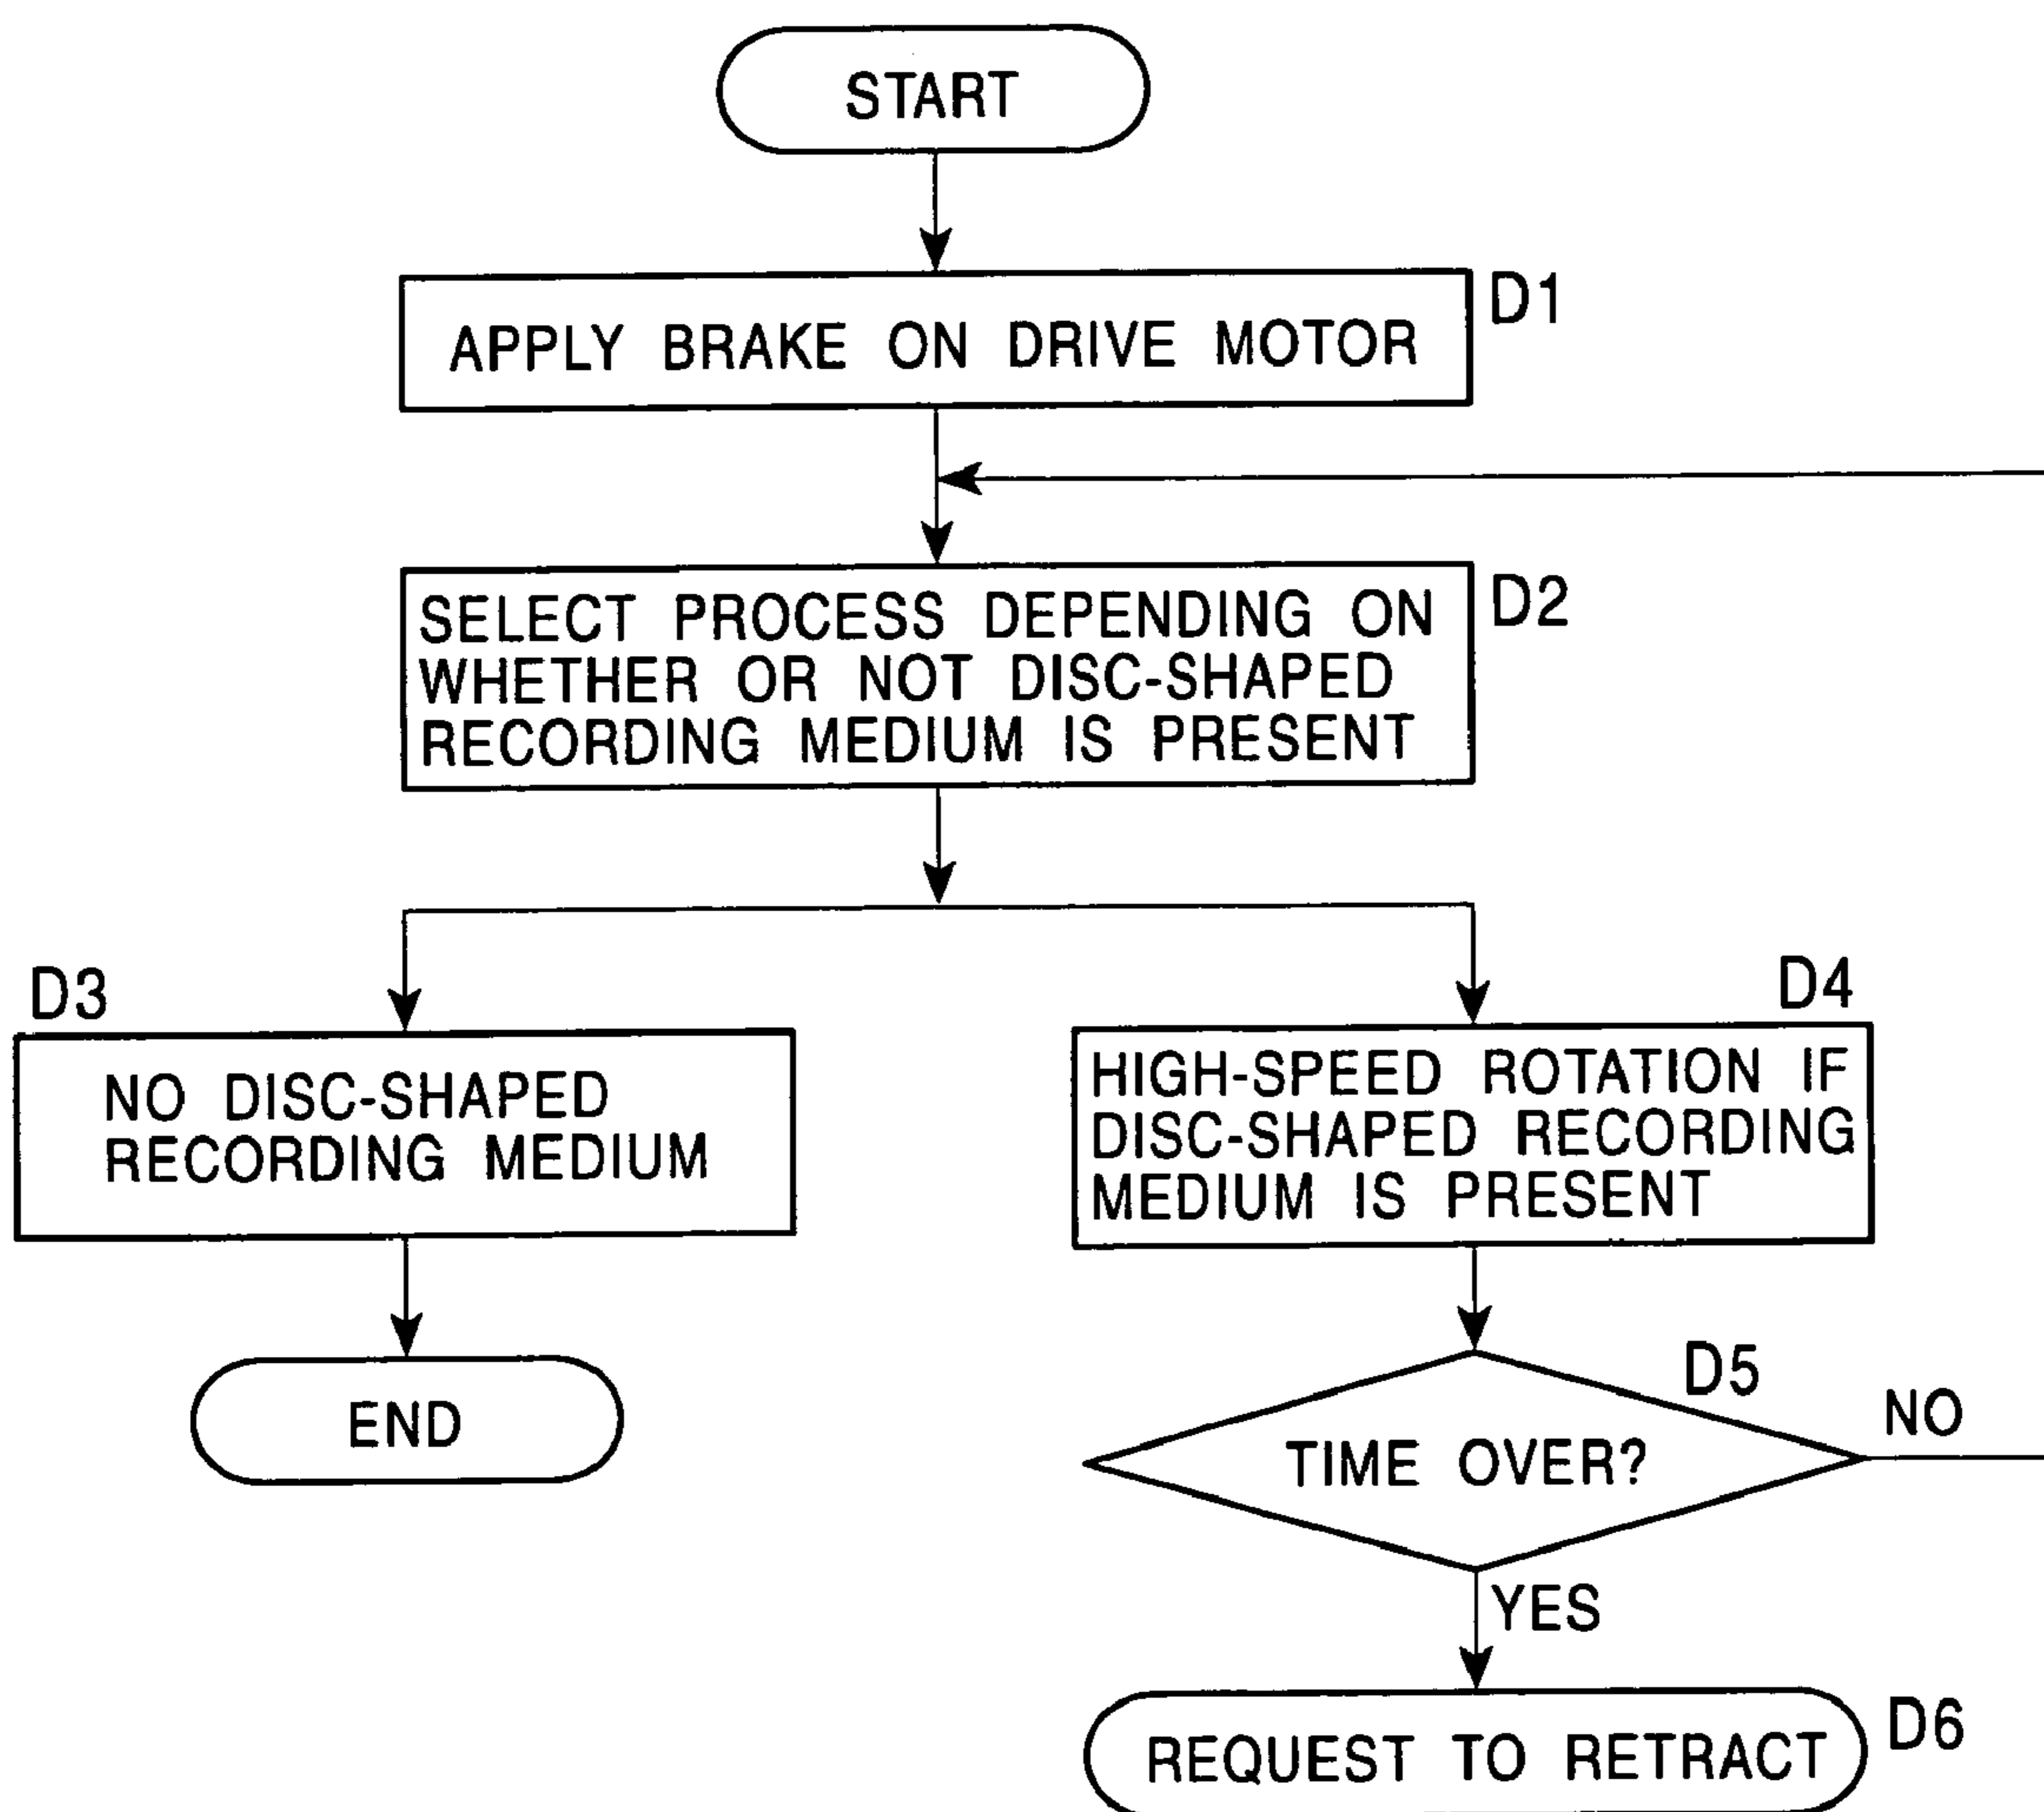 START
APPLY BRAKE ON DRIVE MOTOR
D1
SELECT PROCESS DEPENDING ON
WHETHER OR NOT DISC-SHAPED
RECORDING MEDIUM IS PRESENT
D2
D3
NO DISC-SHAPED
RECORDING MEDIUM
END
D4
HIGH-SPEED ROTATION IF
DISC-SHAPED RECORDING
MEDIUM IS PRESENT
D5
TIME OVER?
NO
YES
REQUEST TO RETRACT
D6